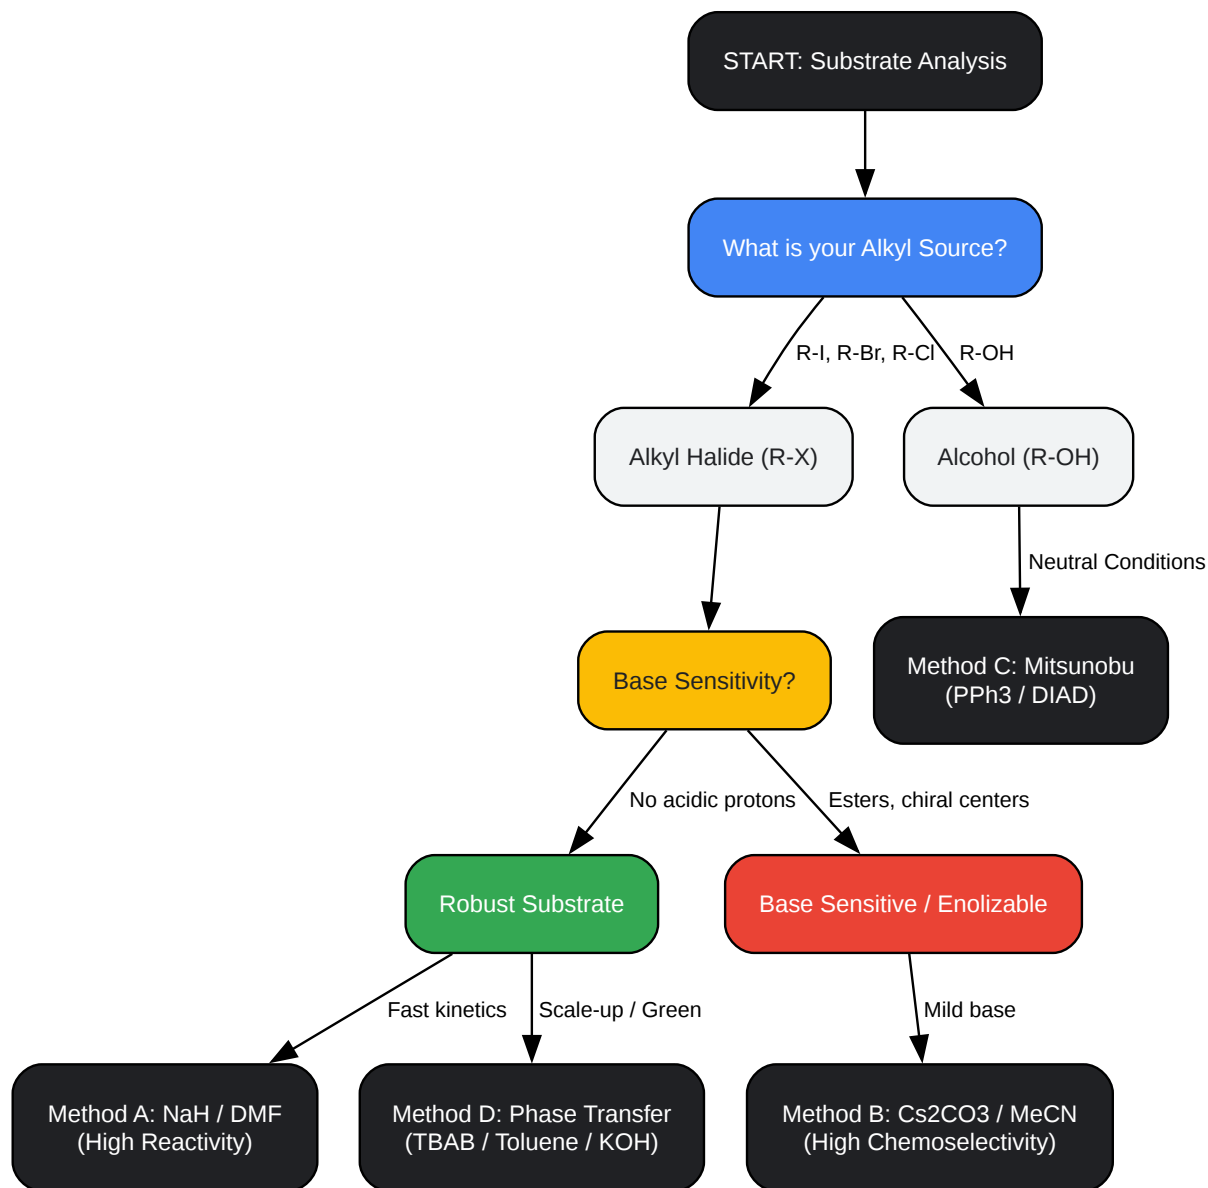 START: Substrate Analysis
What is your Alkyl Source?
R-I, R-Br, R-Cl
R-OH
Alkyl Halide (R-X)
Alcohol (R-OH)
Neutral Conditions
Base Sensitivity?
Method C: Mitsunobu
(PPh3 / DIAD)
No acidic protons
Esters, chiral centers
Robust Substrate
Base Sensitive / Enolizable
Fast kinetics
Scale-up / Green
Mild base
Method A: NaH / DMF
(High Reactivity)
Method D: Phase Transfer
(TBAB / Toluene / KOH)
Method B: Cs2CO3 / MeCN
(High Chemoselectivity)